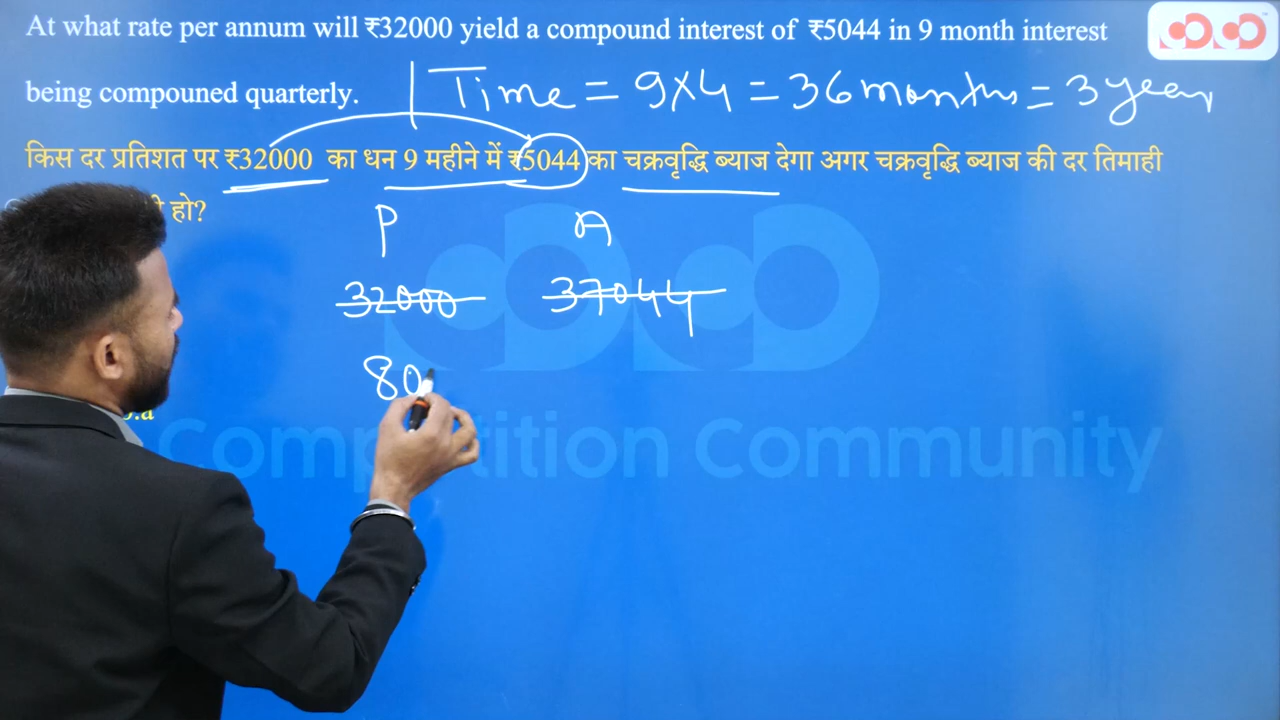 At what rate per annum will ₹32000 yield a compound interest of ₹5044 in 9 month interest
being compouned quarterly.
Time = 9×4 = 36 months = 3 year
किस दर प्रतिशत पर ₹32000 का धन 9 महीने में ₹5044 का चक्रवृद्धि ब्याज देगा अगर चक्रवृद्धि ब्याज की दर तिमाही
हो?
P A
32000 37044
80
Competition Community